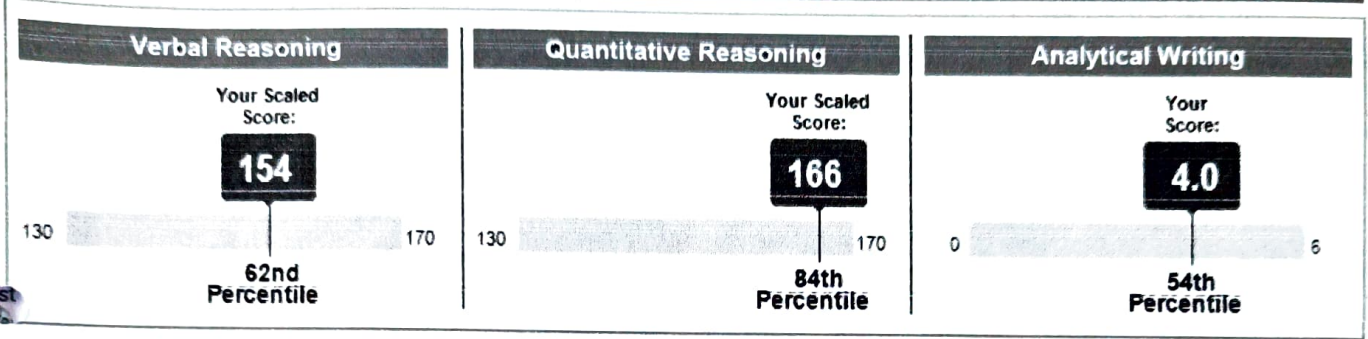 Verbal Reasoning
Your Scaled
Score:
154
130
170
62nd
Percentile
Quantitative Reasoning
Your Scaled
Score:
166
130
170
84th
Percentile
Analytical Writing
Your
Score:
4.0
0
6
54th
Percentile
st